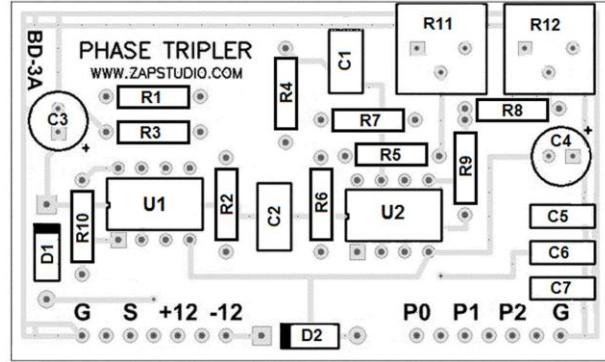 BD-3A
PHASE TRIPLER
WWW.ZAPSTUDIO.COM
R11
R12
C1
R4
R1
R3
C3
+
R7
R8
R5
R9
C4
+
U1
R2
C2
R6
U2
R10
C5
D1
C6
C7
G S +12 -12
P0 P1 P2 G
D2